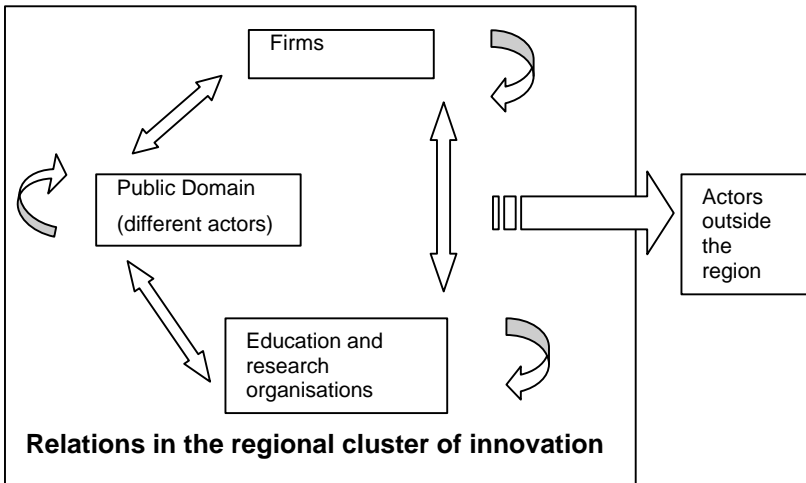 Firms
Public Domain
(different actors)
Actors
outside
the
region
Education and
research
organisations
Relations in the regional cluster of innovation